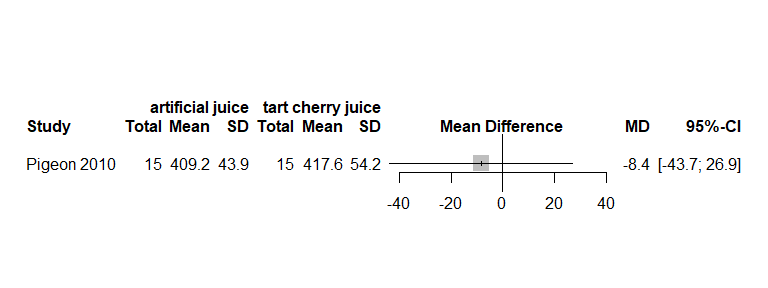 artificial juice tart cherry juice
Study Total Mean SD Total Mean SD Mean Difference MD 95%-CI
Pigeon 2010 15 409.2 43.9 15 417.6 54.2 -8.4 [-43.7; 26.9]
-40 -20 0 20 40